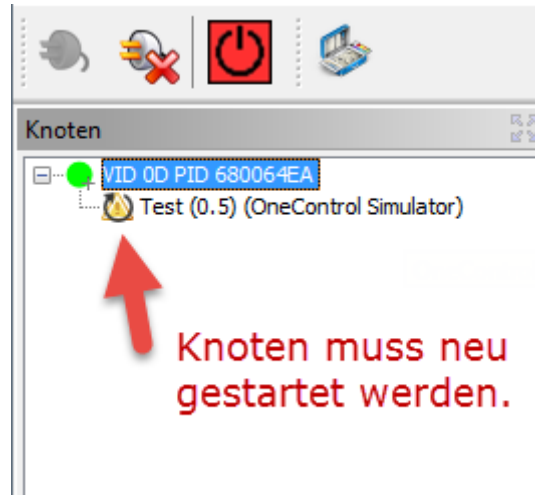 Knoten
VID 0D PID 680064EA
Test (0.5) (OneControl Simulator)
Knoten muss neu
gestartet werden.